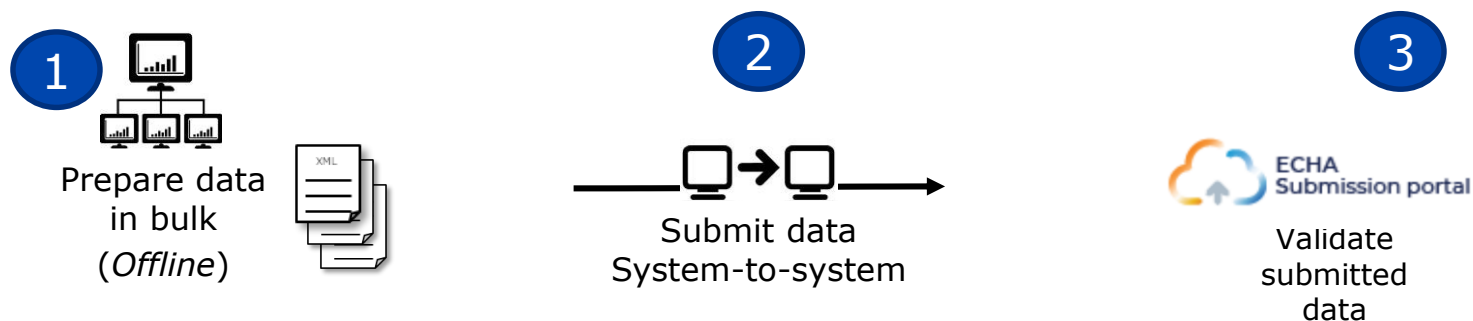 1
Prepare data
in bulk
(Offline)
XML
2
Submit data
System-to-system
3
ECHA
Submission portal
Validate
submitted
data